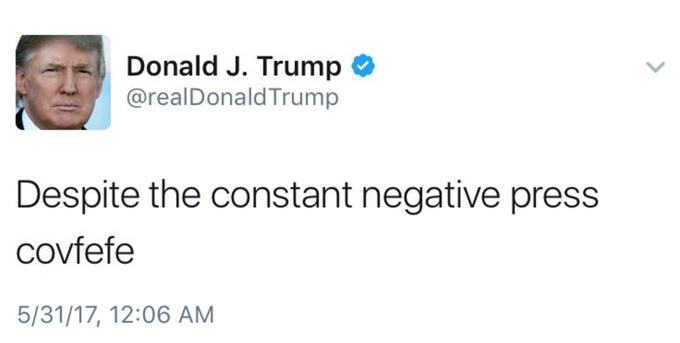 Donald J. Trump
@realDonaldTrump
Despite the constant negative press
covfefe
5/31/17, 12:06 AM